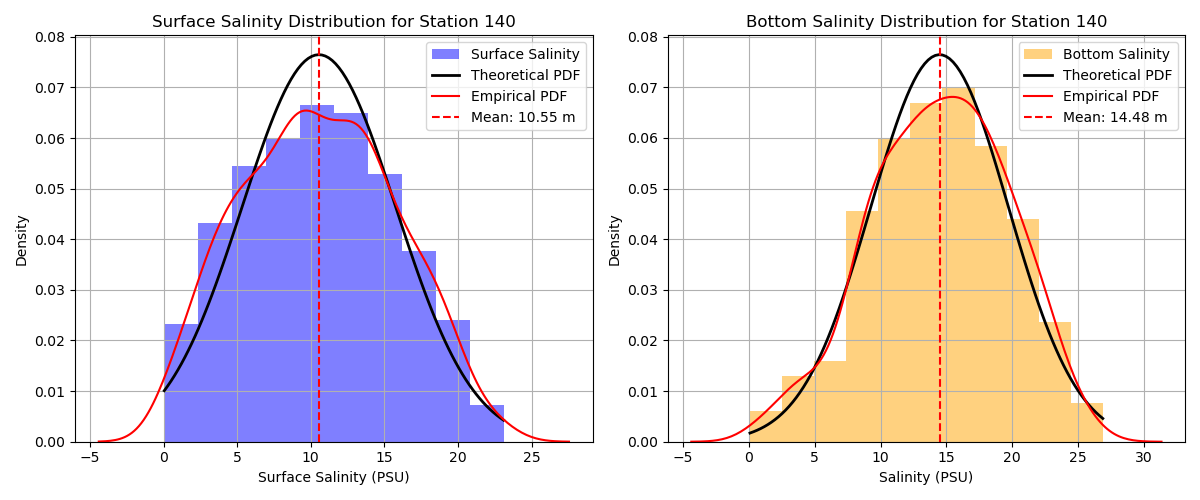 Surface Salinity Distribution for Station 140
0.08
0.07
0.06
0.05
0.04
0.03
0.02
0.01
0.00
Density
−5
0
5
10
15
20
25
Surface Salinity (PSU)
Surface Salinity
Theoretical PDF
Empirical PDF
Mean: 10.55 m
Bottom Salinity Distribution for Station 140
0.08
0.07
0.06
0.05
0.04
0.03
0.02
0.01
0.00
Density
−5
0
5
10
15
20
25
30
Salinity (PSU)
Bottom Salinity
Theoretical PDF
Empirical PDF
Mean: 14.48 m